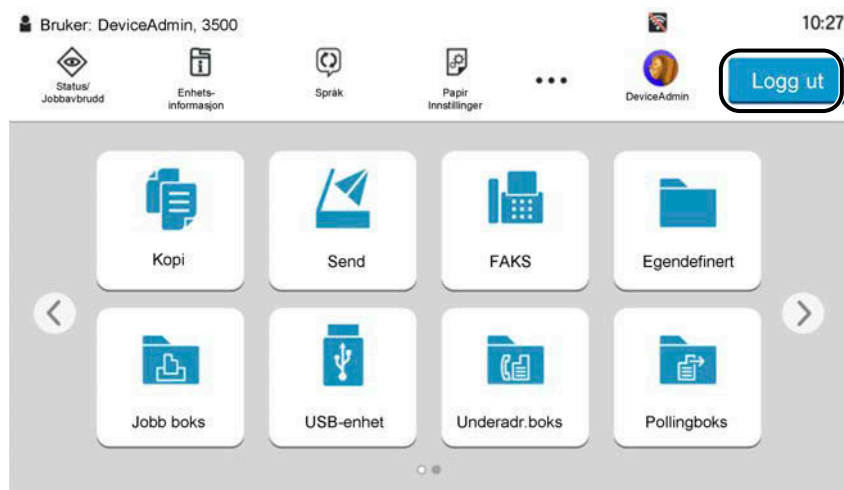 Bruker: DeviceAdmin, 3500
10:27
Status/
Jobbavbrudd
Enhets-
informasjon
Språk
Papir
Innstillinger
DeviceAdmin
Logg ut
Kopi
Send
FAKS
Egendefinert
Jobb boks
USB-enhet
Underadr.boks
Pollingboks